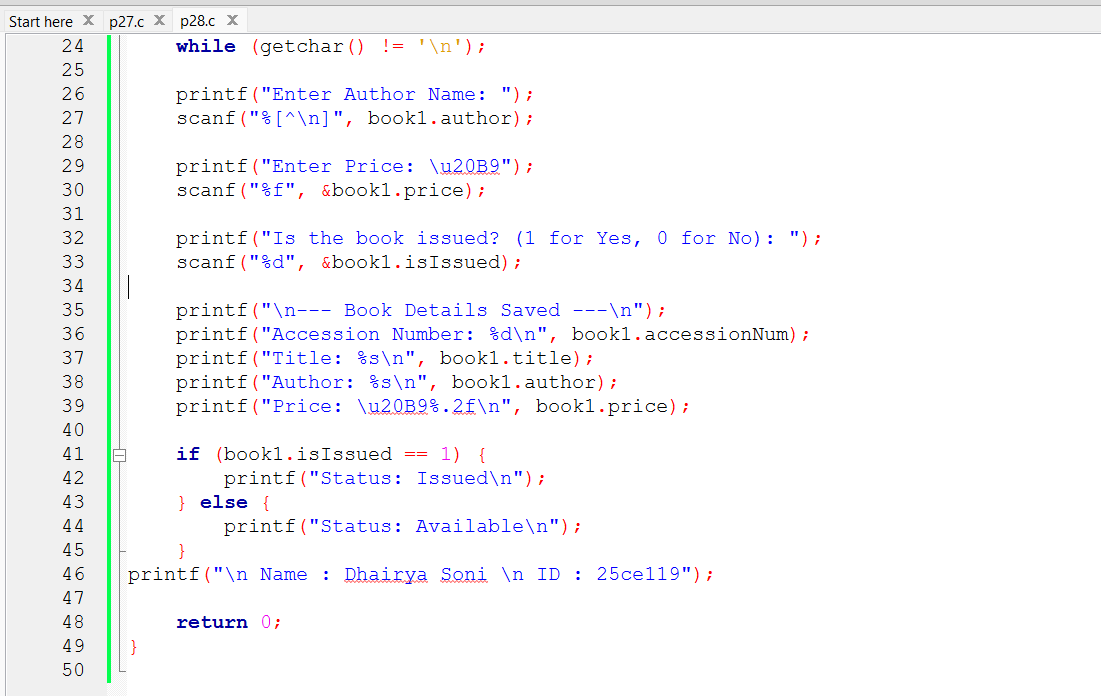 Start here X p27.c X p28.c X
24 while (getchar() != '\n');
25
26 printf("Enter Author Name: ");
27 scanf("%[^\n]", book1.author);
28
29 printf("Enter Price: \u20B9");
30 scanf("%f", &book1.price);
31
32 printf("Is the book issued? (1 for Yes, 0 for No): ");
33 scanf("%d", &book1.isIssued);
34
35 printf("\n--- Book Details Saved ---\n");
36 printf("Accession Number: %d\n", book1.accessionNum);
37 printf("Title: %s\n", book1.title);
38 printf("Author: %s\n", book1.author);
39 printf("Price: \u20B9%.2f\n", book1.price);
40
41 if (book1.isIssued == 1) {
42 printf("Status: Issued\n");
43 } else {
44 printf("Status: Available\n");
45 }
46 printf("\n Name : Dhairya Soni \n ID : 25ce119");
47
48 return 0;
49 }
50